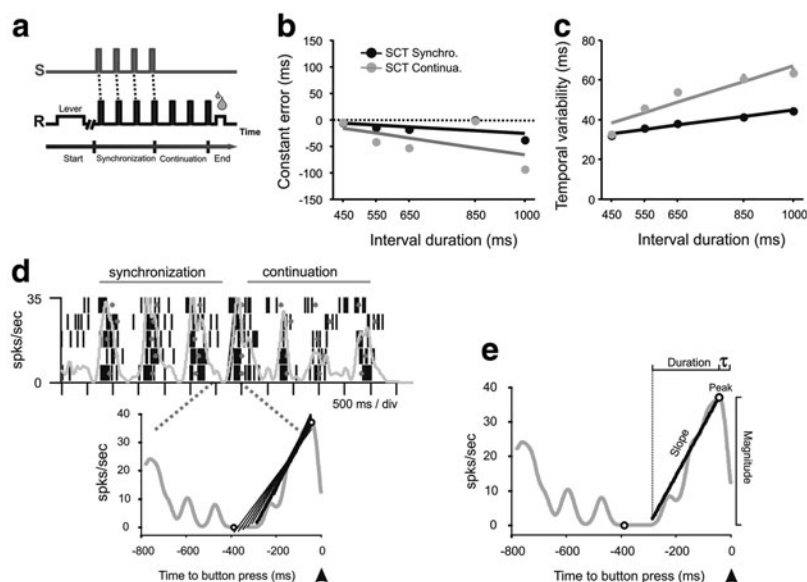 a
S
R
Lever
Time
Start
Synchronization
Continuation
End
b
SCT Synchro.
SCT Continua.
Constant error (ms)
150
100
50
0
-50
-100
-150
450 550 650 850 1000
Interval duration (ms)
c
Temporal variability (ms)
80
60
40
20
0
450 550 650 850 1000
Interval duration (ms)
d
synchronization
continuation
spks/sec
35
0
500 ms / div
spks/sec
40
30
20
10
0
-800 -600 -400 -200 0
Time to button press (ms)
e
Duration
τ
Peak
Slope
Magnitude
spks/sec
40
30
20
10
0
-800 -600 -400 -200 0
Time to button press (ms)